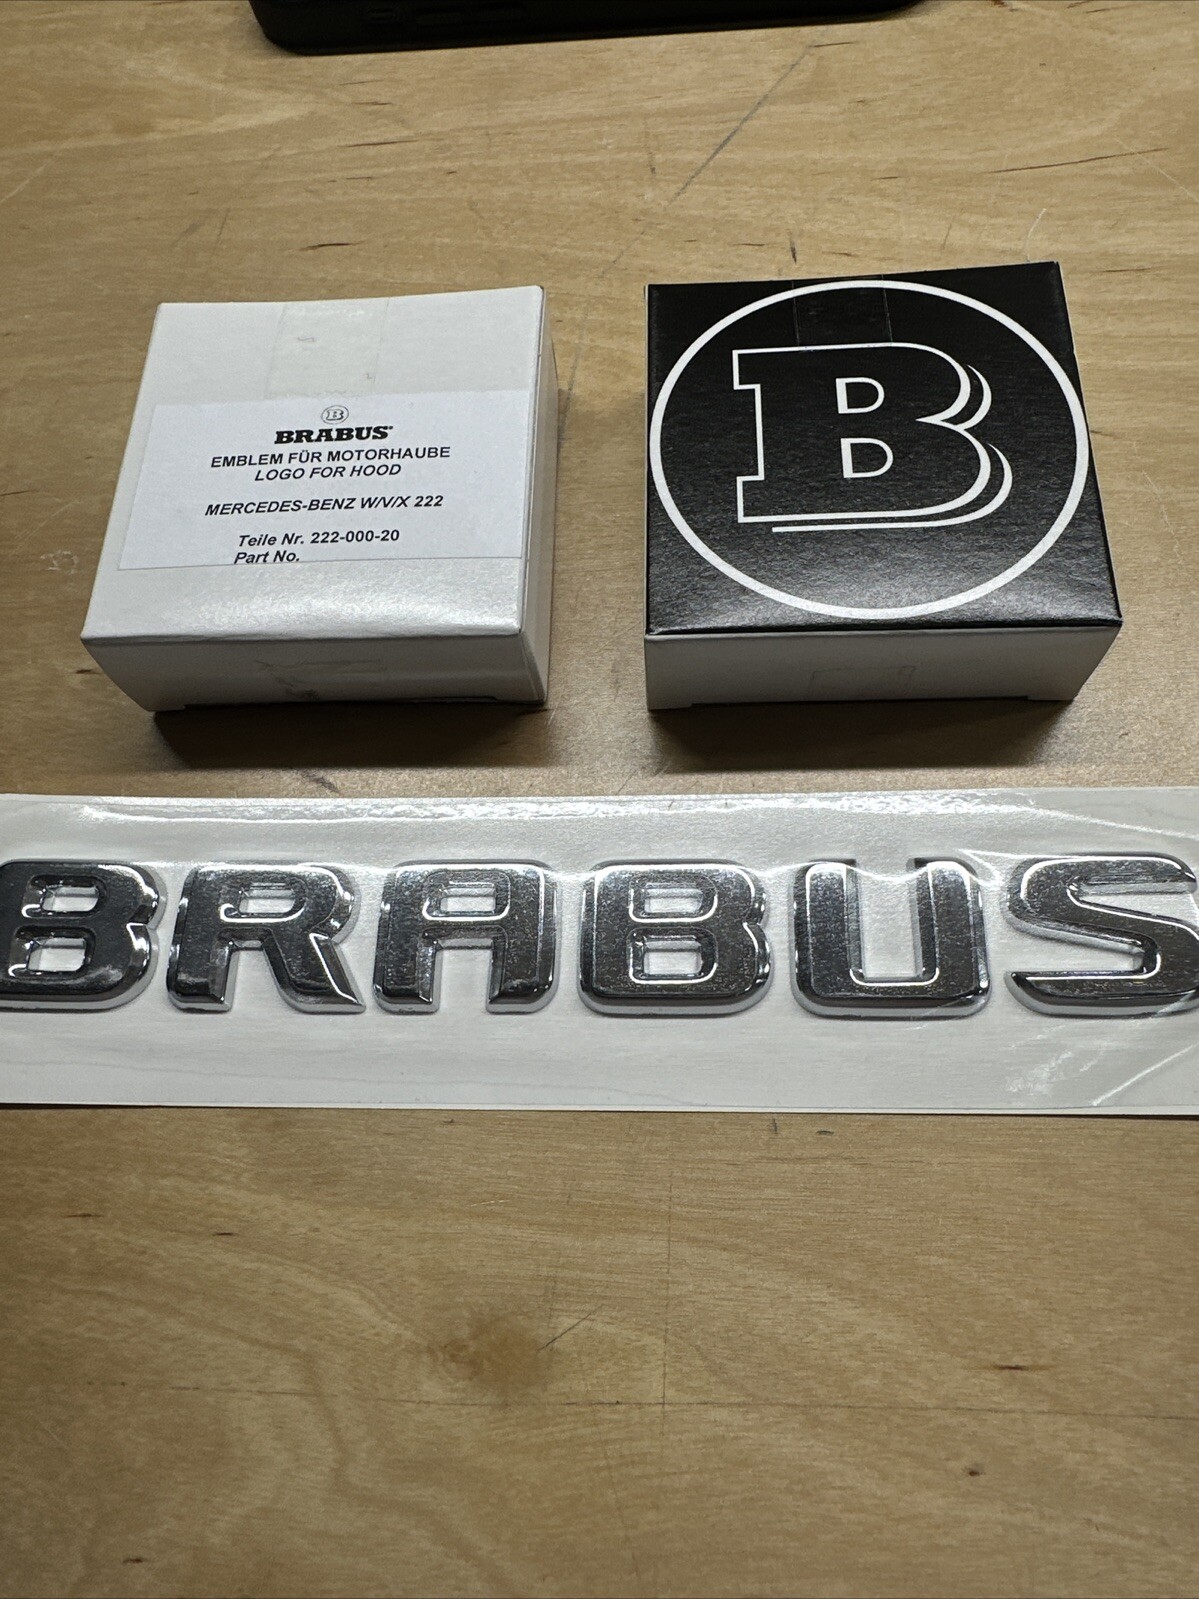 B
BRABUS®
EMBLEM FÜR MOTORHAUBE
LOGO FOR HOOD
MERCEDES-BENZ W/V/X 222
Teile Nr. 222-000-20
Part No.
B
BRABUS